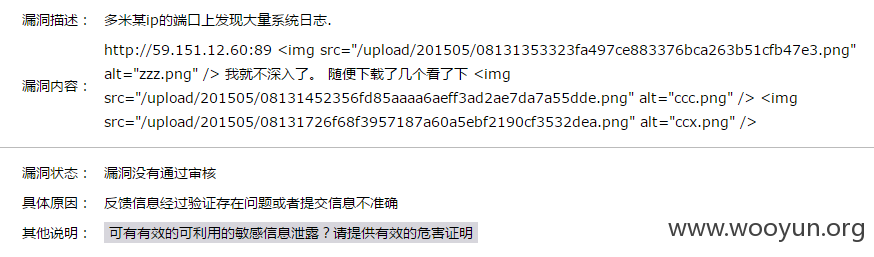 漏洞描述： 多米某ip的端口上发现大量系统日志.
http://59.151.12.60:89 <img src="/upload/201505/08131353323fa497ce883376bca263b51cfb47e3.png"
alt="zzz.png" /> 我就不深入了。 随便下载了几个看了下 <img
漏洞内容：
src="/upload/201505/08131452356fd85aaaa6aeff3ad2ae7da7a55dde.png" alt="ccc.png" /> <img
src="/upload/201505/08131726f68f3957187a60a5ebf2190cf3532dea.png" alt="ccx.png" />
漏洞状态： 漏洞没有通过审核
具体原因： 反馈信息经过验证存在问题或者提交信息不准确
其他说明： 可有有效的可利用的敏感信息泄露？请提供有效的危害证明
www.wooyun.org